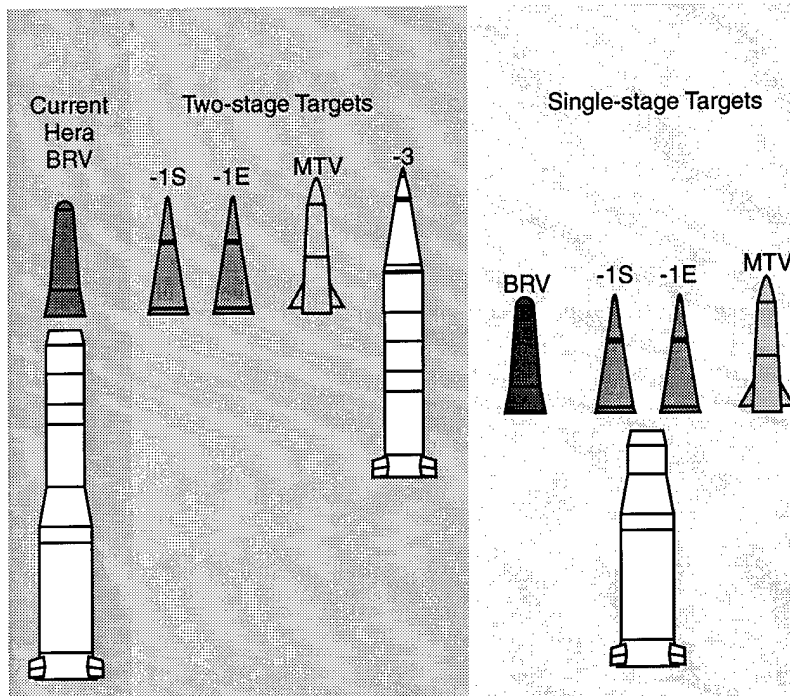 Current
Hera
BRV
Two-stage Targets
-1S
-1E
MTV
-3
Single-stage Targets
BRV
-1S
-1E
MTV